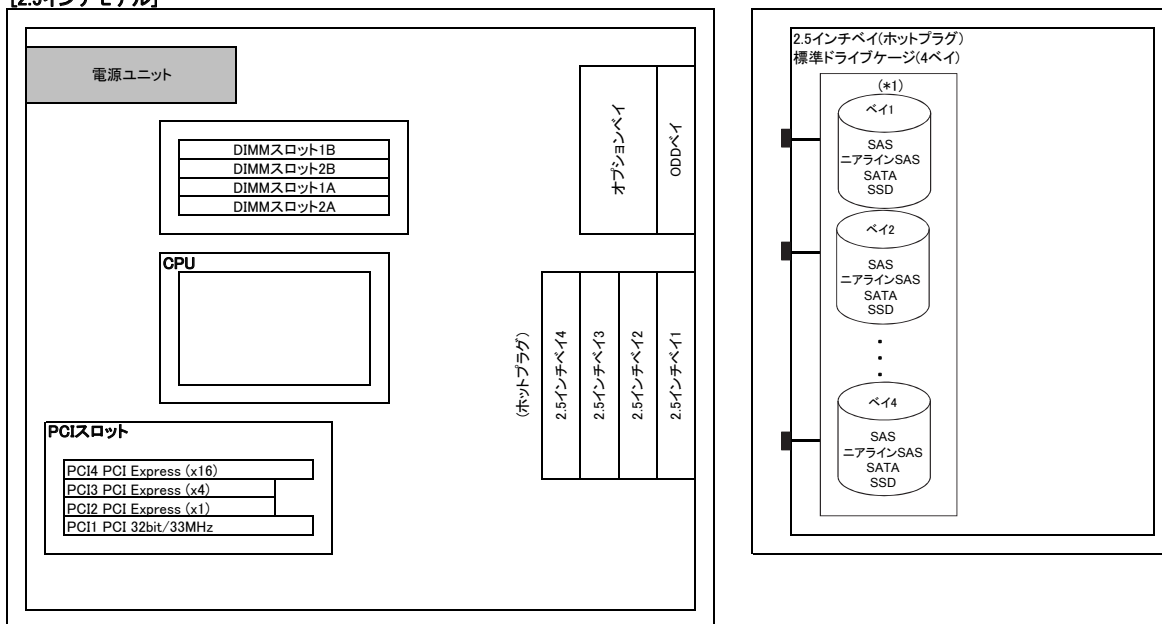 [2.5インチモデル]
電源ユニット
DIMMスロット1B
DIMMスロット2B
DIMMスロット1A
DIMMスロット2A
CPU
PCIスロット
PCI4 PCI Express (x16)
PCI3 PCI Express (x4)
PCI2 PCI Express (x1)
PCI1 PCI 32bit/33MHz
オプションベイ
ODDベイ
(ホットプラグ)
2.5インチベイ4
2.5インチベイ3
2.5インチベイ2
2.5インチベイ1
2.5インチベイ(ホットプラグ)
標準ドライブケージ(4ベイ)
(*1)
ベイ1
SAS
ニアラインSAS
SATA
SSD
ベイ2
SAS
ニアラインSAS
SATA
SSD
・
・
・
ベイ4
SAS
ニアラインSAS
SATA
SSD